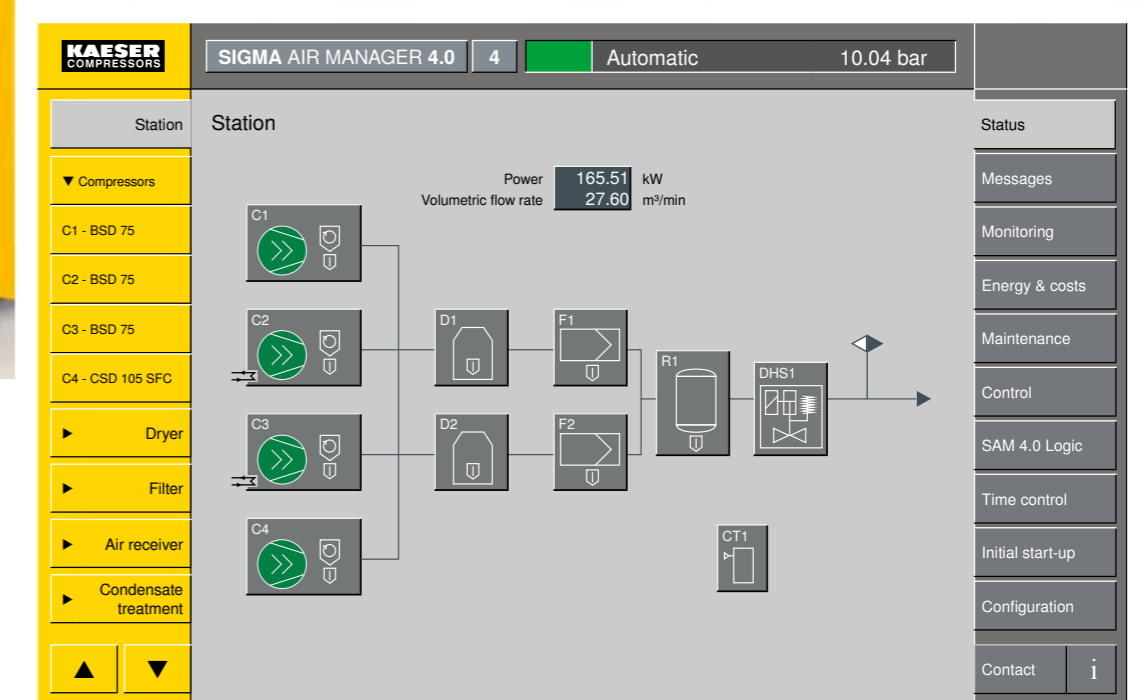 KAESER
COMPRESSORS
SIGMA AIR MANAGER 4.0
4
Automatic
10.04 bar
Station
▼ Compressors
C1 - BSD 75
C2 - BSD 75
C3 - BSD 75
C4 - CSD 105 SFC
► Dryer
► Filter
► Air receiver
► Condensate
treatment
▲ ▼
Station
Power 165.51 kW
Volumetric flow rate 27.60 m³/min
C1
C2
D1
F1
R1
DHS1
C3
D2
F2
C4
CT1
Status
Messages
Monitoring
Energy & costs
Maintenance
Control
SAM 4.0 Logic
Time control
Initial start-up
Configuration
Contact
i